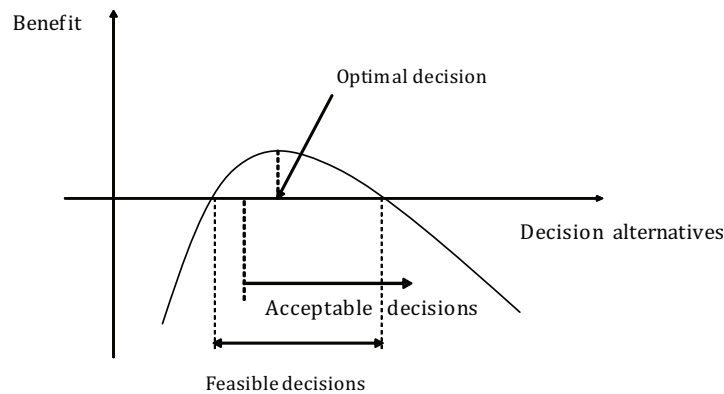 Benefit
Optimal decision
Decision alternatives
Acceptable decisions
Feasible decisions